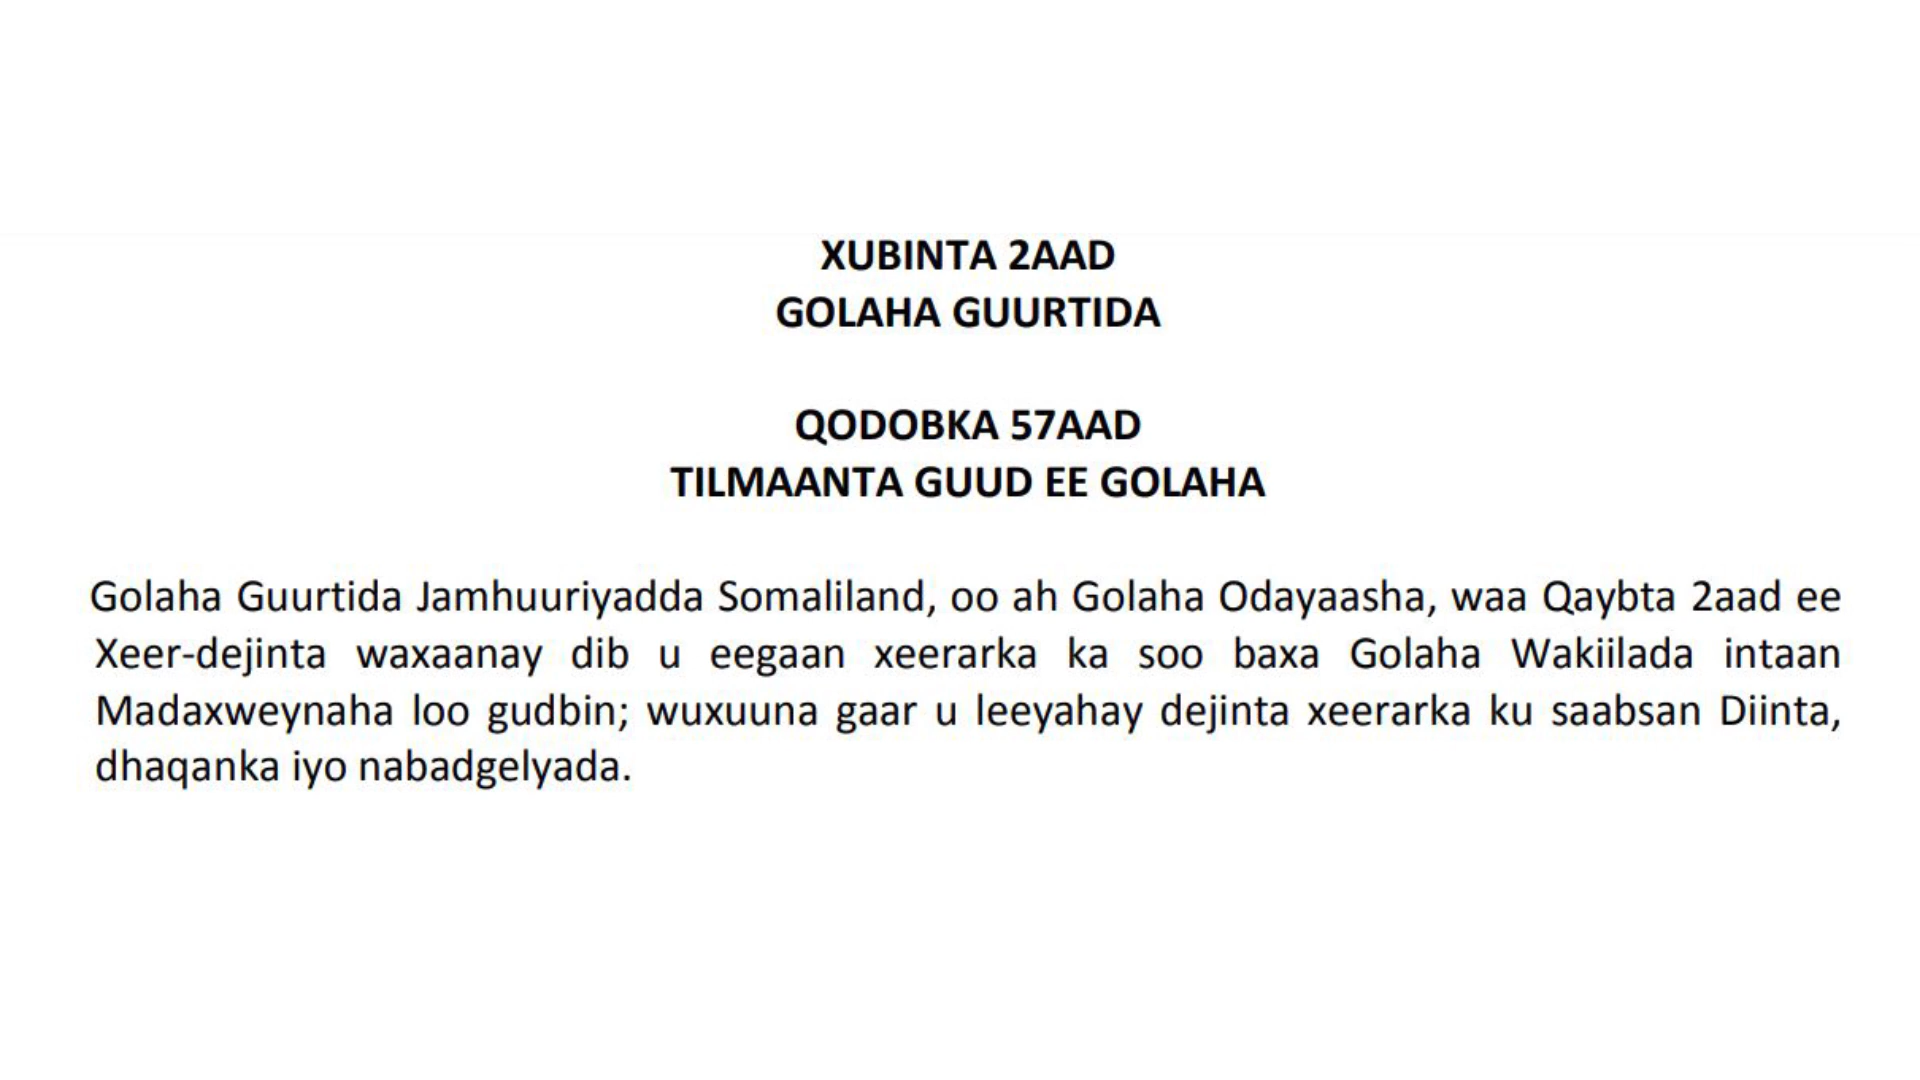 XUBINTA 2AAD
GOLAHA GUURTIDA
QODOBKA 57AAD
TILMAANTA GUUD EE GOLAHA
Golaha Guurtida Jamhuuriyadda Somaliland, oo ah Golaha Odayaasha, waa Qaybta 2aad ee
Xeer-dejinta waxaanay dib u eegaan xeerarka ka soo baxa Golaha Wakiilada intaan
Madaxweynaha loo gudbin; wuxuuna gaar u leeyahay dejinta xeerarka ku saabsan Diinta,
dhaqanka iyo nabadgelyada.